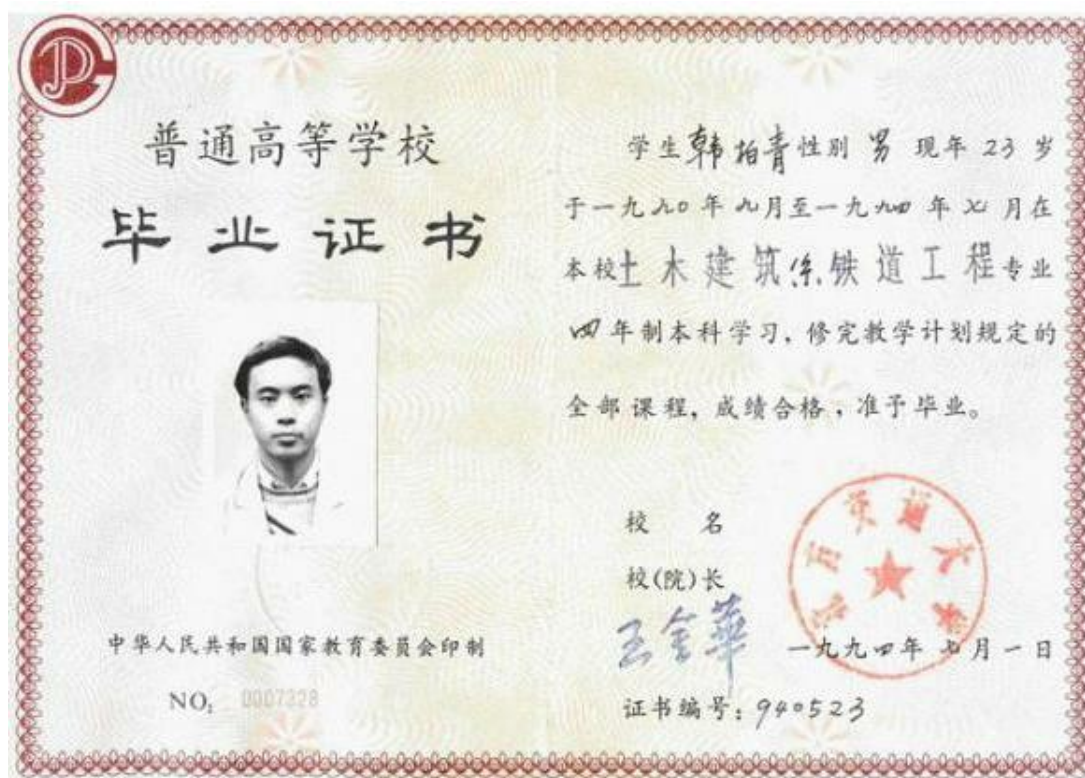 普通高等学校
毕业证书
中华人民共和国国家教育委员会印制
NO: 0007328
学生韩柏青性别 男 现年 23 岁
于一九九〇年九月至一九九四年七月在
本校土木建筑系铁道工程专业
四年制本科学习,修完教学计划规定的
全部课程,成绩合格,准予毕业。
校 名
校(院)长
一九九四年七月一日
证书编号:940523
交通大学